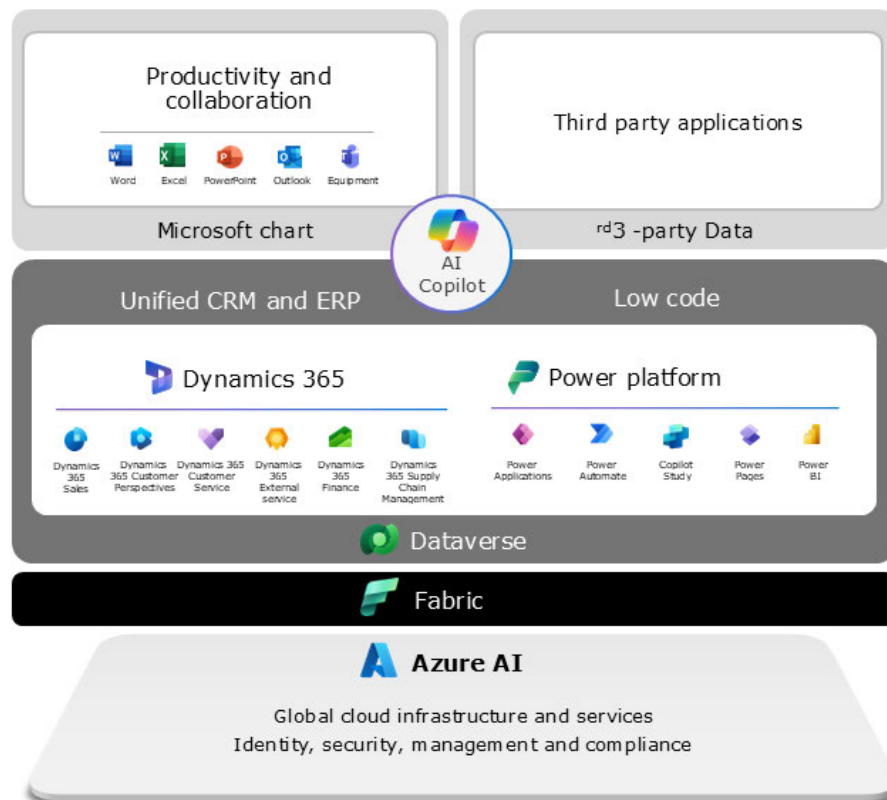 Productivity and
collaboration
W
Word
X
Excel
P
PowerPoint
O
Outlook
T
Equipment
Microsoft chart
Third party applications
rd3 -party Data
AI
Copilot
Unified CRM and ERP
Low code
Dynamics 365
Dynamics
365
Sales
Dynamics
365 Customer
Perspectives
Dynamics 365
Customer
Service
Dynamics
365
External
service
Dynamics
365
Finance
Dynamics
365 Supply
Chain
Management
Power platform
Power
Applications
Power
Automate
Copilot
Study
Power
Pages
Power
BI
Dataverse
Fabric
Azure AI
Global cloud infrastructure and services
Identity, security, management and compliance